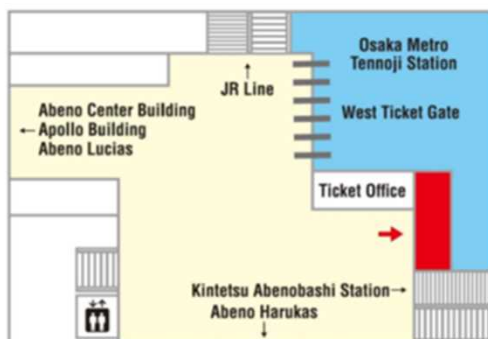 Osaka Metro
Tennoji Station
JR Line
West Ticket Gate
Abeno Center Building
Apollo Building
Abeno Lucias
Ticket Office
Kintetsu Abenobashi Station
Abeno Harukas